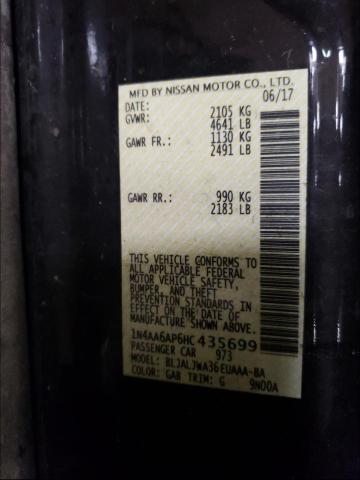 MFD BY NISSAN MOTOR CO., LTD.
DATE: 06/17
GVWR: 2105 KG
4641 LB
GAWR FR.: 1130 KG
2491 LB
GAWR RR.: 990 KG
2183 LB
THIS VEHICLE CONFORMS TO
ALL APPLICABLE FEDERAL
MOTOR VEHICLE SAFETY,
BUMPER, AND THEFT
PREVENTION STANDARDS IN
EFFECT ON THE DATE OF
MANUFACTURE SHOWN ABOVE.
1N4AA6AP6HC 435699
PASSENGER CAR 973
MODEL: BLJALJWA36EUAAA-BA
COLOR: GAB TRIM: G 9N00A